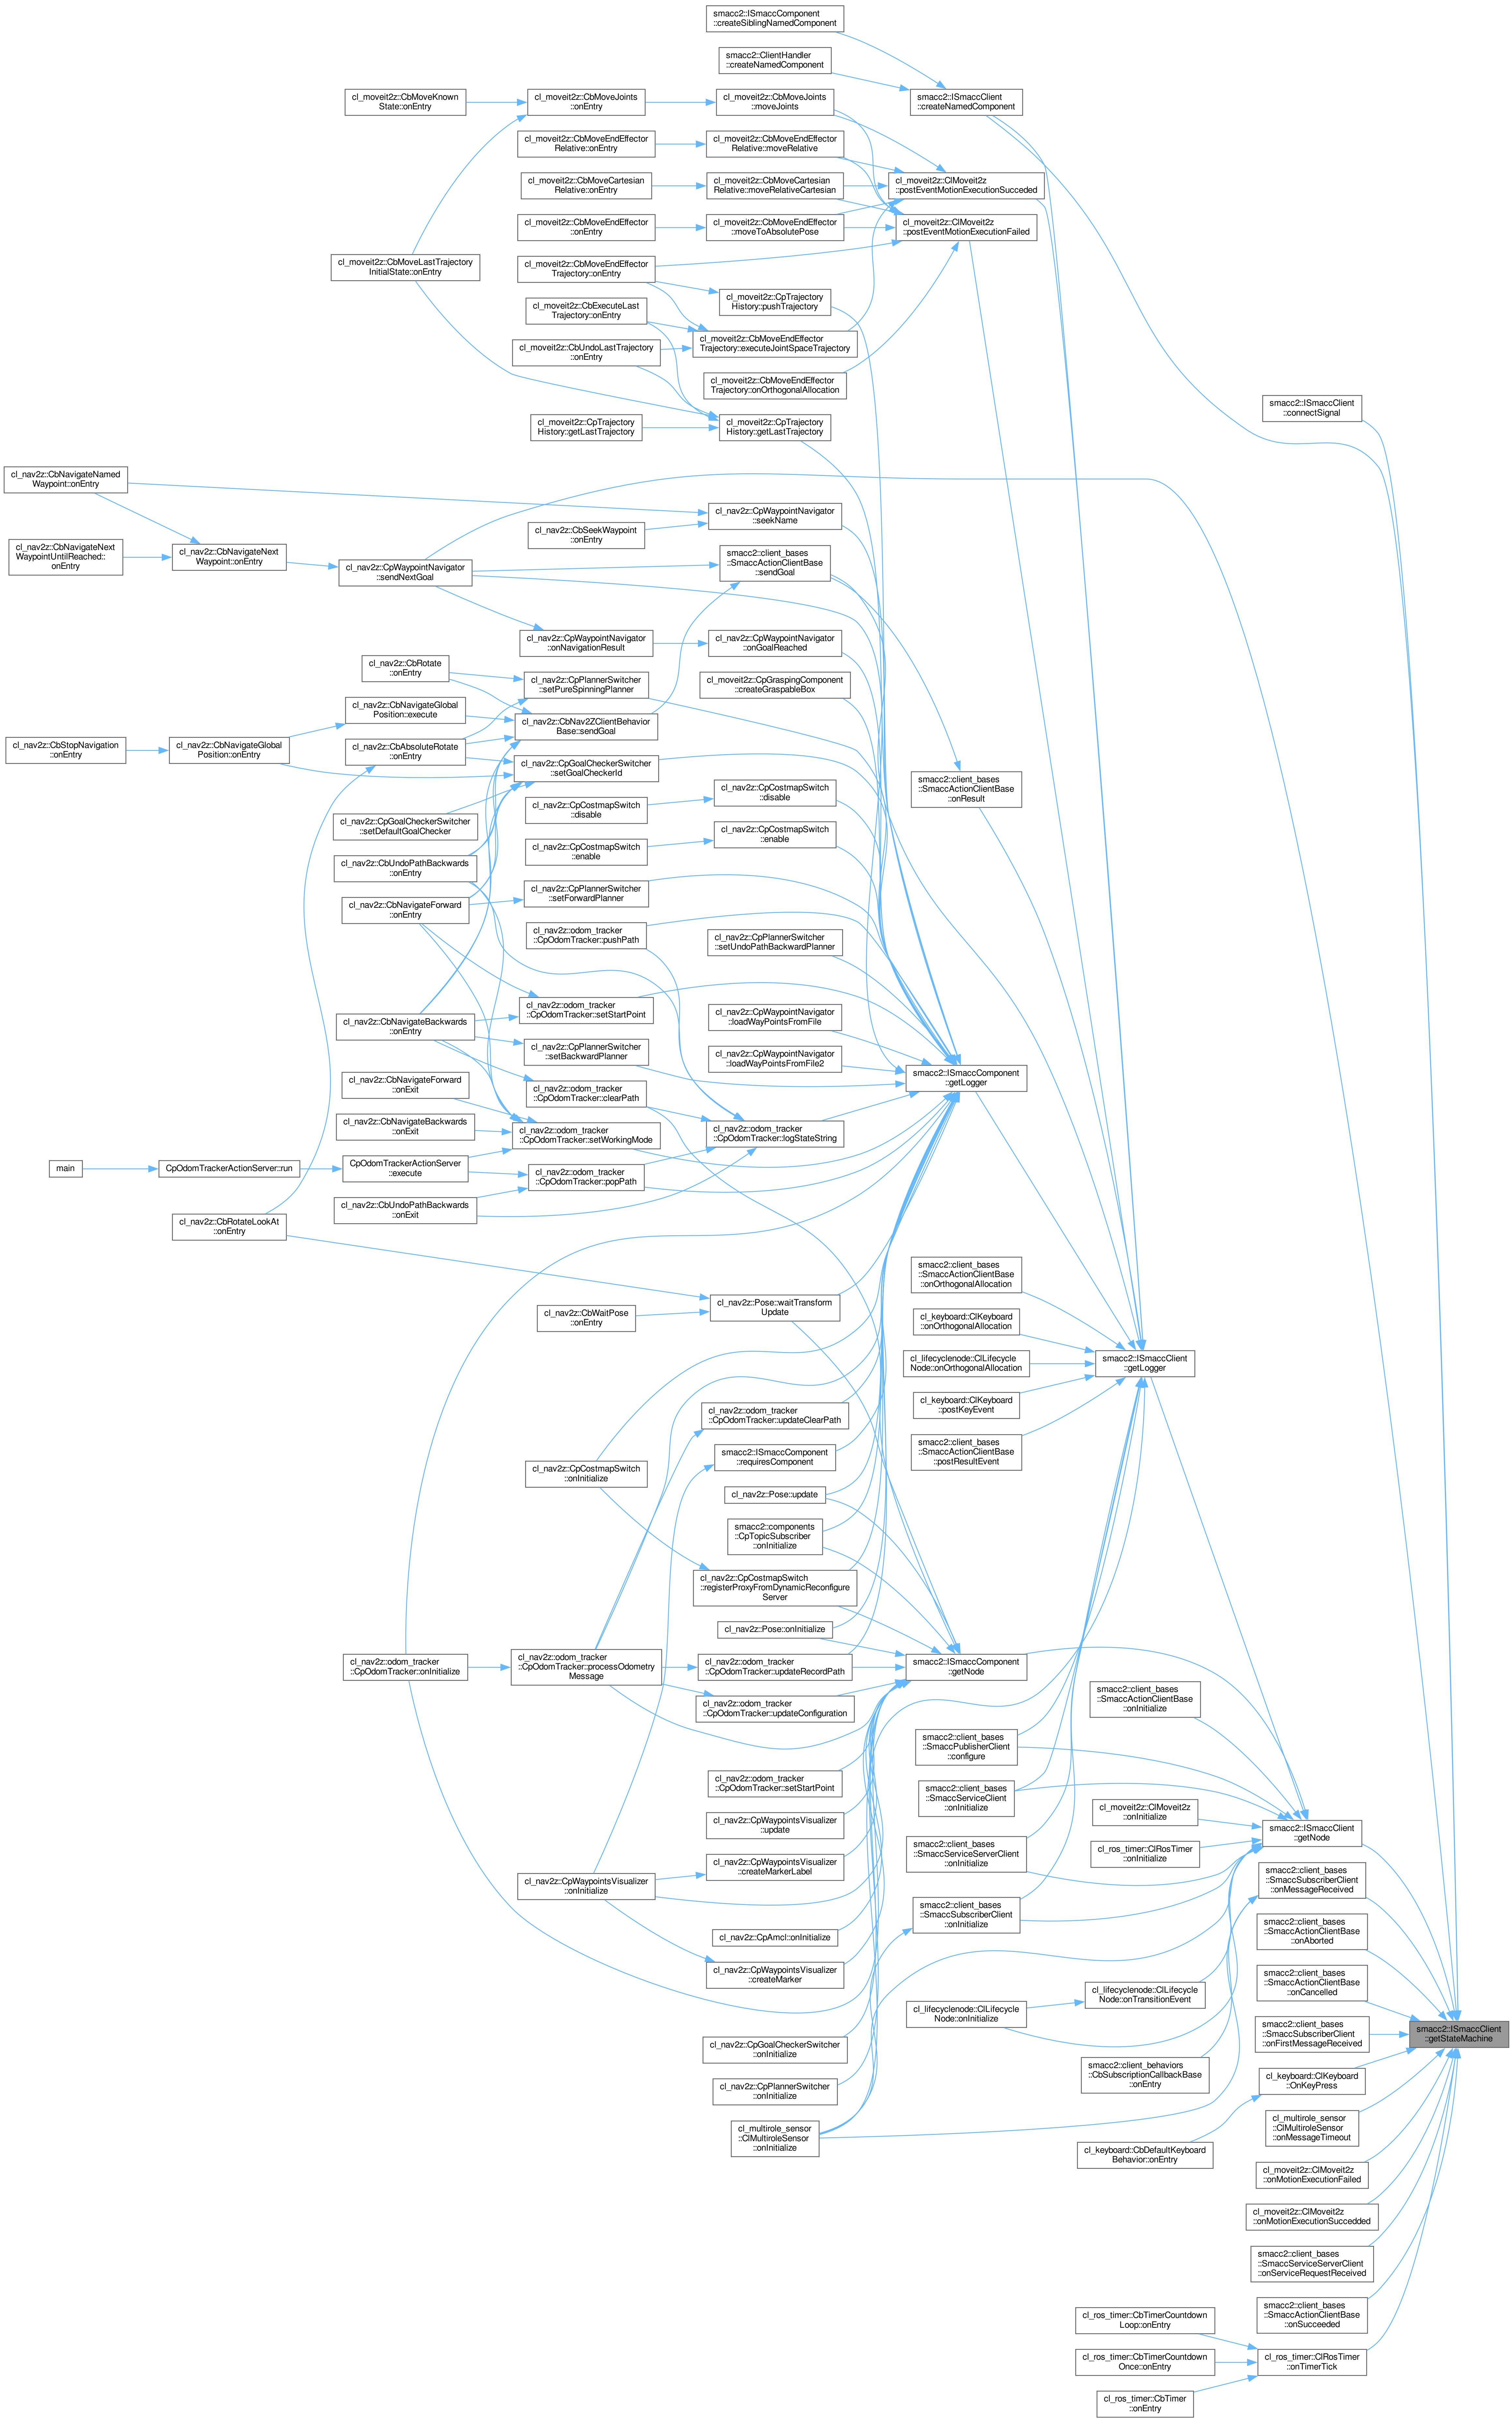 smacc2::ISmaccComponent
::createSiblingNamedComponent
smacc2::ClientHandler
::createNamedComponent
cl_moveit2z::CbMoveKnown
State::onEntry
cl_moveit2z::CbMoveJoints
::onEntry
cl_moveit2z::CbMoveJoints
::moveJoints
smacc2::ISmaccClient
::createNamedComponent
cl_moveit2z::CbMoveEndEffector
Relative::onEntry
cl_moveit2z::CbMoveEndEffector
Relative::moveRelative
cl_moveit2z::CbMoveCartesian
Relative::onEntry
cl_moveit2z::CbMoveCartesian
Relative::moveRelativeCartesian
cl_moveit2z::ClMoveit2z
::postEventMotionExecutionSucceded
cl_moveit2z::CbMoveEndEffector
::onEntry
cl_moveit2z::CbMoveEndEffector
::moveToAbsolutePose
cl_moveit2z::ClMoveit2z
::postEventMotionExecutionFailed
cl_moveit2z::CbMoveLastTrajectory
InitialState::onEntry
cl_moveit2z::CbMoveEndEffector
Trajectory::onEntry
cl_moveit2z::CpTrajectory
History::pushTrajectory
cl_moveit2z::CbExecuteLast
Trajectory::onEntry
cl_moveit2z::CbUndoLastTrajectory
::onEntry
cl_moveit2z::CbMoveEndEffector
Trajectory::executeJointSpaceTrajectory
cl_moveit2z::CbMoveEndEffector
Trajectory::onOrthogonalAllocation
smacc2::ISmaccClient
::connectSignal
cl_moveit2z::CpTrajectory
History::getLastTrajectory
cl_moveit2z::CpTrajectory
History::getLastTrajectory
cl_nav2z::CbNavigateNamed
Waypoint::onEntry
cl_nav2z::CpWaypointNavigator
::seekName
cl_nav2z::CbSeekWaypoint
::onEntry
cl_nav2z::CbNavigateNext
WaypointUntilReached::
onEntry
cl_nav2z::CbNavigateNext
Waypoint::onEntry
cl_nav2z::CpWaypointNavigator
::sendNextGoal
smacc2::client_bases
::SmaccActionClientBase
::sendGoal
cl_nav2z::CpWaypointNavigator
::onNavigationResult
cl_nav2z::CpWaypointNavigator
::onGoalReached
cl_nav2z::CbRotate
::onEntry
cl_nav2z::CpPlannerSwitcher
::setPureSpinningPlanner
cl_moveit2z::CpGraspingComponent
::createGraspableBox
cl_nav2z::CbNavigateGlobal
Position::execute
cl_nav2z::CbNav2ZClientBehavior
Base::sendGoal
cl_nav2z::CbStopNavigation
::onEntry
cl_nav2z::CbNavigateGlobal
Position::onEntry
cl_nav2z::CbAbsoluteRotate
::onEntry
cl_nav2z::CpGoalCheckerSwitcher
::setGoalCheckerId
smacc2::client_bases
::SmaccActionClientBase
::onResult
cl_nav2z::CpCostmapSwitch
::disable
cl_nav2z::CpCostmapSwitch
::disable
cl_nav2z::CpGoalCheckerSwitcher
::setDefaultGoalChecker
cl_nav2z::CpCostmapSwitch
::enable
cl_nav2z::CpCostmapSwitch
::enable
cl_nav2z::CbUndoPathBackwards
::onEntry
cl_nav2z::CpPlannerSwitcher
::setForwardPlanner
cl_nav2z::CbNavigateForward
::onEntry
cl_nav2z::odom_tracker
::CpOdomTracker::pushPath
cl_nav2z::CpPlannerSwitcher
::setUndoPathBackwardPlanner
cl_nav2z::odom_tracker
::CpOdomTracker::setStartPoint
cl_nav2z::CpWaypointNavigator
::loadWayPointsFromFile
cl_nav2z::CbNavigateBackwards
::onEntry
cl_nav2z::CpPlannerSwitcher
::setBackwardPlanner
cl_nav2z::CpWaypointNavigator
::loadWayPointsFromFile2
smacc2::ISmaccComponent
::getLogger
cl_nav2z::CbNavigateForward
::onExit
cl_nav2z::odom_tracker
::CpOdomTracker::clearPath
cl_nav2z::CbNavigateBackwards
::onExit
cl_nav2z::odom_tracker
::CpOdomTracker::setWorkingMode
cl_nav2z::odom_tracker
::CpOdomTracker::logStateString
main
CpOdomTrackerActionServer::run
CpOdomTrackerActionServer
::execute
cl_nav2z::odom_tracker
::CpOdomTracker::popPath
cl_nav2z::CbUndoPathBackwards
::onExit
cl_nav2z::CbRotateLookAt
::onEntry
smacc2::client_bases
::SmaccActionClientBase
::onOrthogonalAllocation
cl_nav2z::CbWaitPose
::onEntry
cl_nav2z::Pose::waitTransform
Update
cl_keyboard::ClKeyboard
::onOrthogonalAllocation
cl_lifecyclenode::ClLifecycle
Node::onOrthogonalAllocation
smacc2::ISmaccClient
::getLogger
cl_keyboard::ClKeyboard
::postKeyEvent
cl_nav2z::odom_tracker
::CpOdomTracker::updateClearPath
smacc2::client_bases
::SmaccActionClientBase
::postResultEvent
smacc2::ISmaccComponent
::requiresComponent
cl_nav2z::CpCostmapSwitch
::onInitialize
cl_nav2z::Pose::update
smacc2::components
::CpTopicSubscriber
::onInitialize
cl_nav2z::CpCostmapSwitch
::registerProxyFromDynamicReconfigure
Server
cl_nav2z::Pose::onInitialize
cl_nav2z::odom_tracker
::CpOdomTracker::onInitialize
cl_nav2z::odom_tracker
::CpOdomTracker::processOdometry
Message
cl_nav2z::odom_tracker
::CpOdomTracker::updateRecordPath
smacc2::ISmaccComponent
::getNode
cl_nav2z::odom_tracker
::CpOdomTracker::updateConfiguration
smacc2::client_bases
::SmaccActionClientBase
::onInitialize
smacc2::client_bases
::SmaccPublisherClient
::configure
cl_nav2z::odom_tracker
::CpOdomTracker::setStartPoint
smacc2::client_bases
::SmaccServiceClient
::onInitialize
cl_moveit2z::ClMoveit2z
::onInitialize
cl_nav2z::CpWaypointsVisualizer
::update
smacc2::ISmaccClient
::getNode
cl_ros_timer::ClRosTimer
::onInitialize
smacc2::client_bases
::SmaccServiceServerClient
::onInitialize
cl_nav2z::CpWaypointsVisualizer
::createMarkerLabel
cl_nav2z::CpWaypointsVisualizer
::onInitialize
smacc2::client_bases
::SmaccSubscriberClient
::onMessageReceived
smacc2::client_bases
::SmaccSubscriberClient
::onInitialize
cl_nav2z::CpAmcl::onInitialize
smacc2::client_bases
::SmaccActionClientBase
::onAborted
cl_nav2z::CpWaypointsVisualizer
::createMarker
smacc2::client_bases
::SmaccActionClientBase
::onCancelled
cl_lifecyclenode::ClLifecycle
Node::onTransitionEvent
cl_lifecyclenode::ClLifecycle
Node::onInitialize
smacc2::client_bases
::SmaccSubscriberClient
::onFirstMessageReceived
smacc2::ISmaccClient
::getStateMachine
cl_nav2z::CpGoalCheckerSwitcher
::onInitialize
smacc2::client_behaviors
::CbSubscriptionCallbackBase
::onEntry
cl_keyboard::ClKeyboard
::OnKeyPress
cl_nav2z::CpPlannerSwitcher
::onInitialize
cl_multirole_sensor
::ClMultiroleSensor
::onMessageTimeout
cl_multirole_sensor
::ClMultiroleSensor
::onInitialize
cl_keyboard::CbDefaultKeyboard
Behavior::onEntry
cl_moveit2z::ClMoveit2z
::onMotionExecutionFailed
cl_moveit2z::ClMoveit2z
::onMotionExecutionSuccedded
smacc2::client_bases
::SmaccServiceServerClient
::onServiceRequestReceived
smacc2::client_bases
::SmaccActionClientBase
::onSucceeded
cl_ros_timer::CbTimerCountdown
Loop::onEntry
cl_ros_timer::CbTimerCountdown
Once::onEntry
cl_ros_timer::ClRosTimer
::onTimerTick
cl_ros_timer::CbTimer
::onEntry